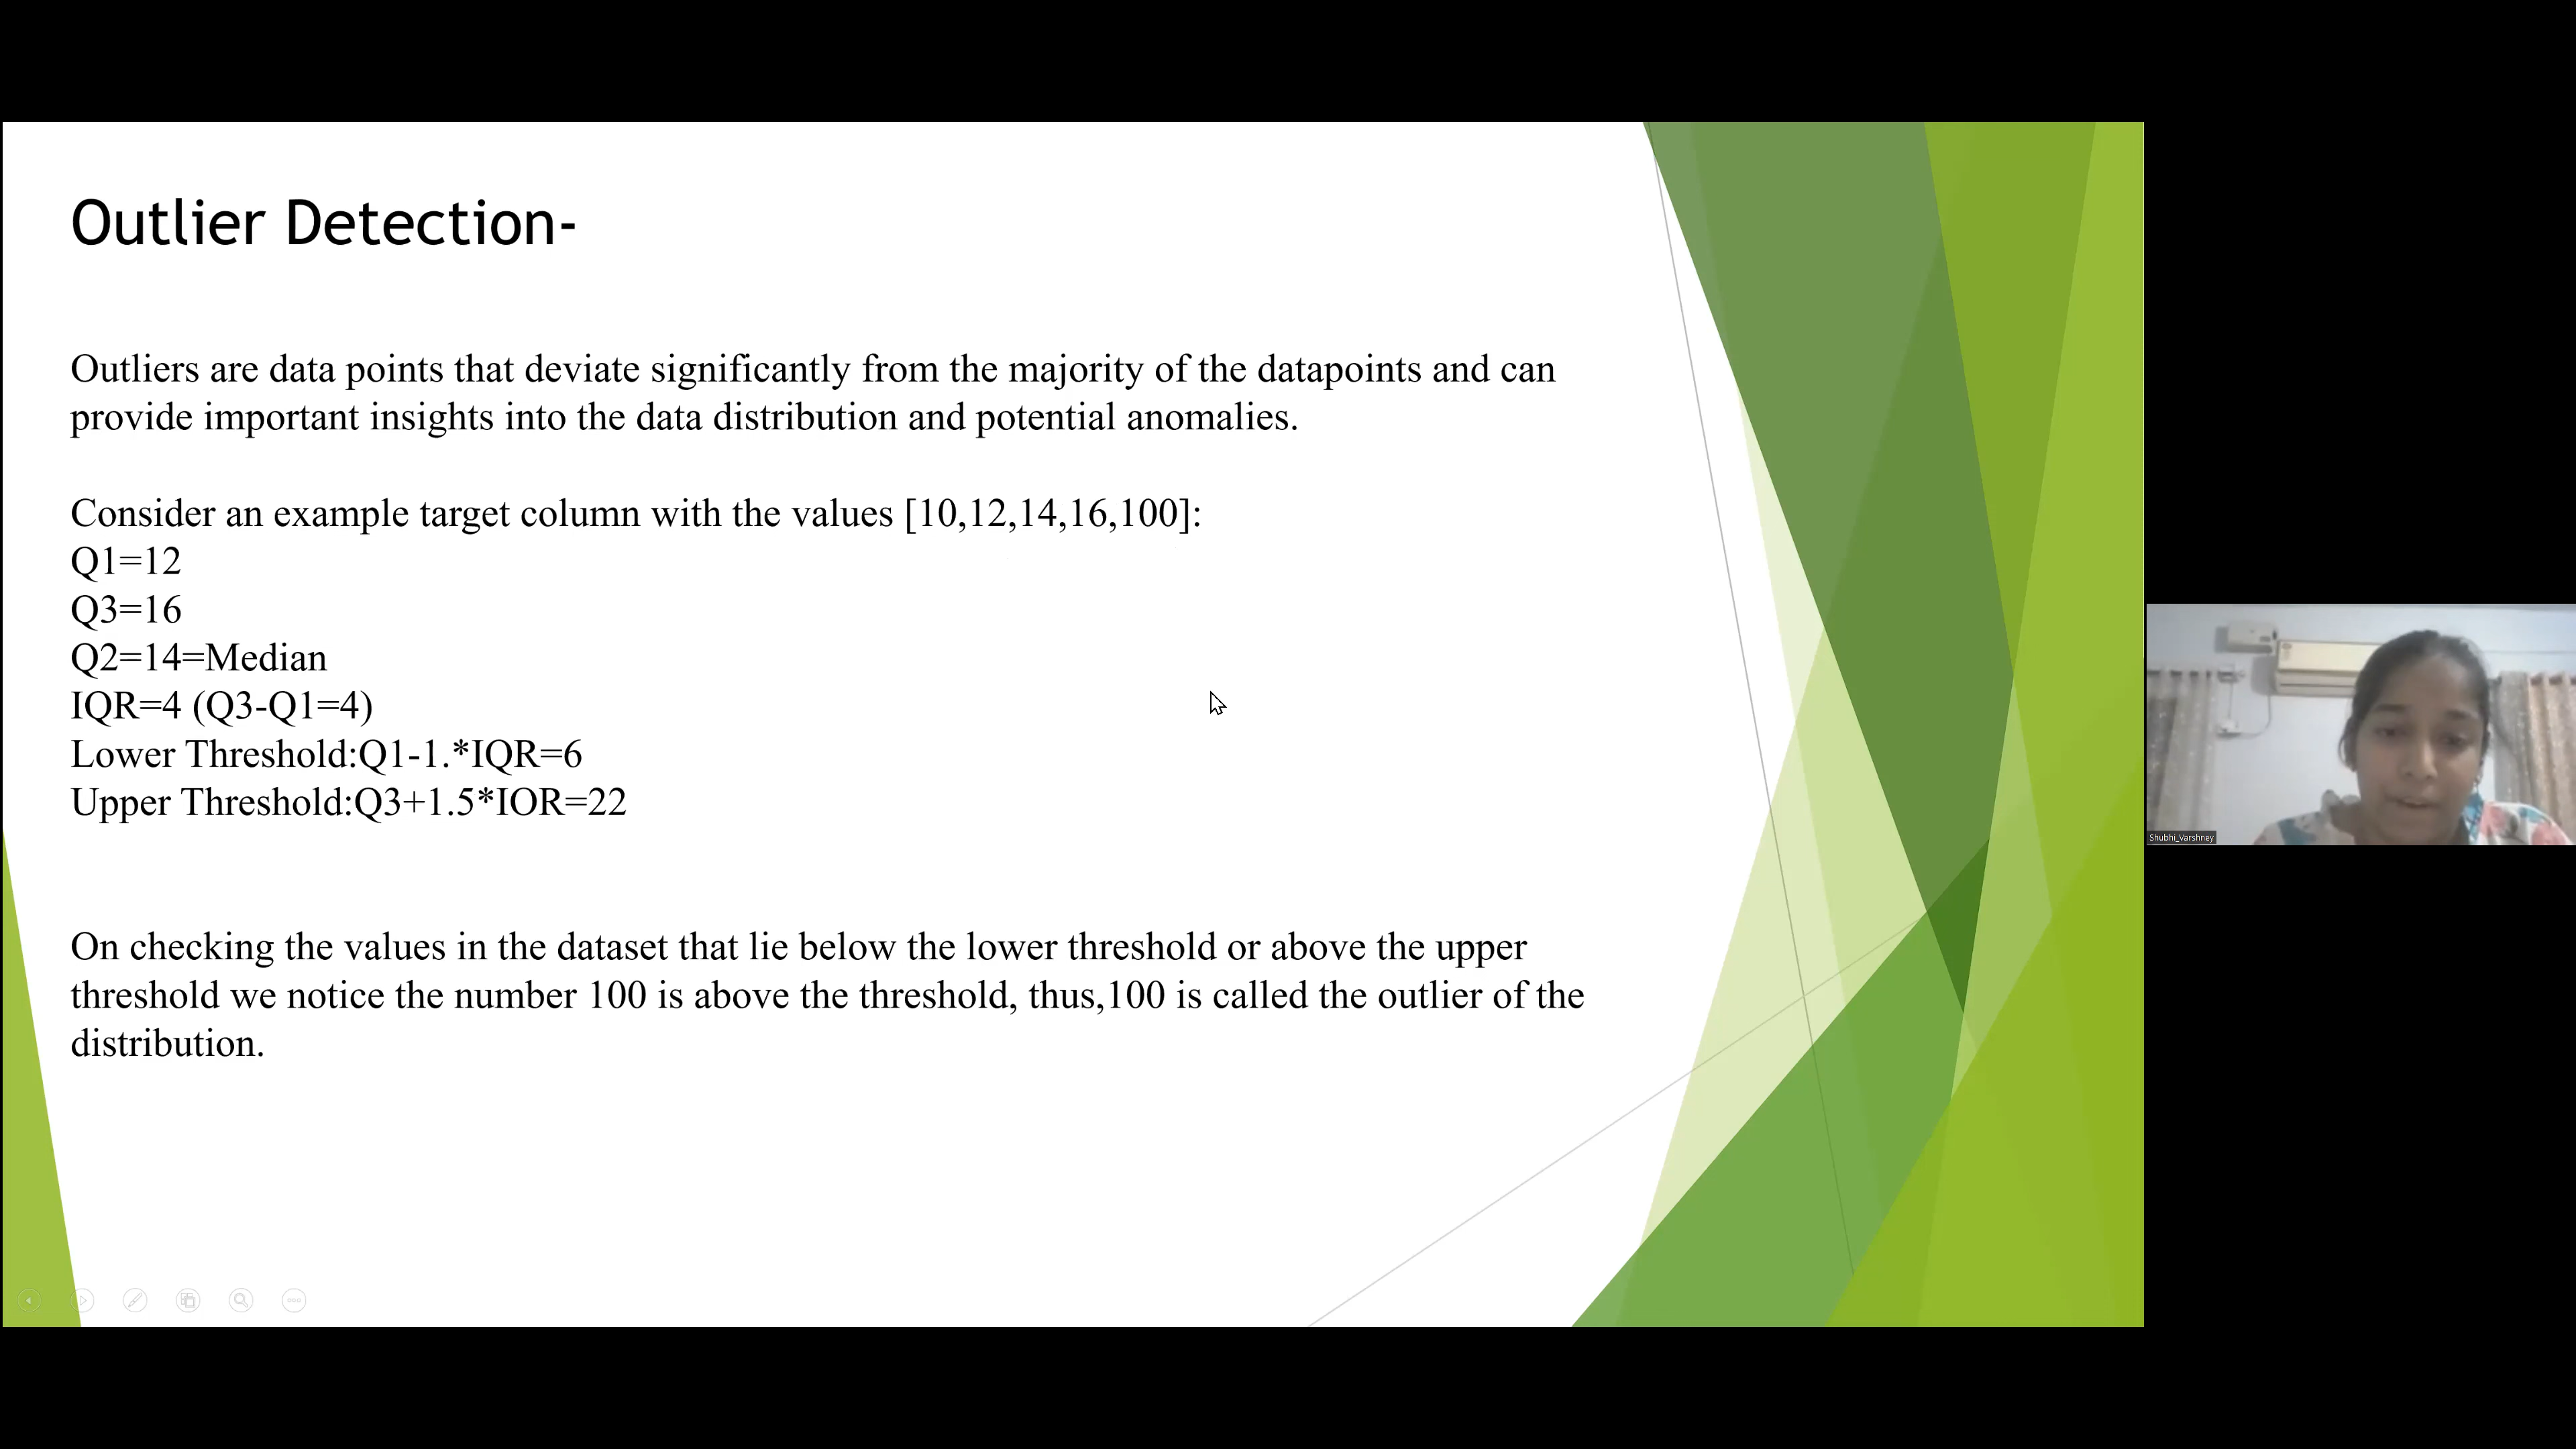 Outlier Detection-
Outliers are data points that deviate significantly from the majority of the datapoints and can
provide important insights into the data distribution and potential anomalies.
Consider an example target column with the values [10,12,14,16,100]:
Q1=12
Q3=16
Q2=14=Median
IQR=4 (Q3-Q1=4)
Lower Threshold:Q1-1.*IQR=6
Upper Threshold:Q3+1.5*IOR=22
On checking the values in the dataset that lie below the lower threshold or above the upper
threshold we notice the number 100 is above the threshold, thus,100 is called the outlier of the
distribution.
Shubhi_Varshney